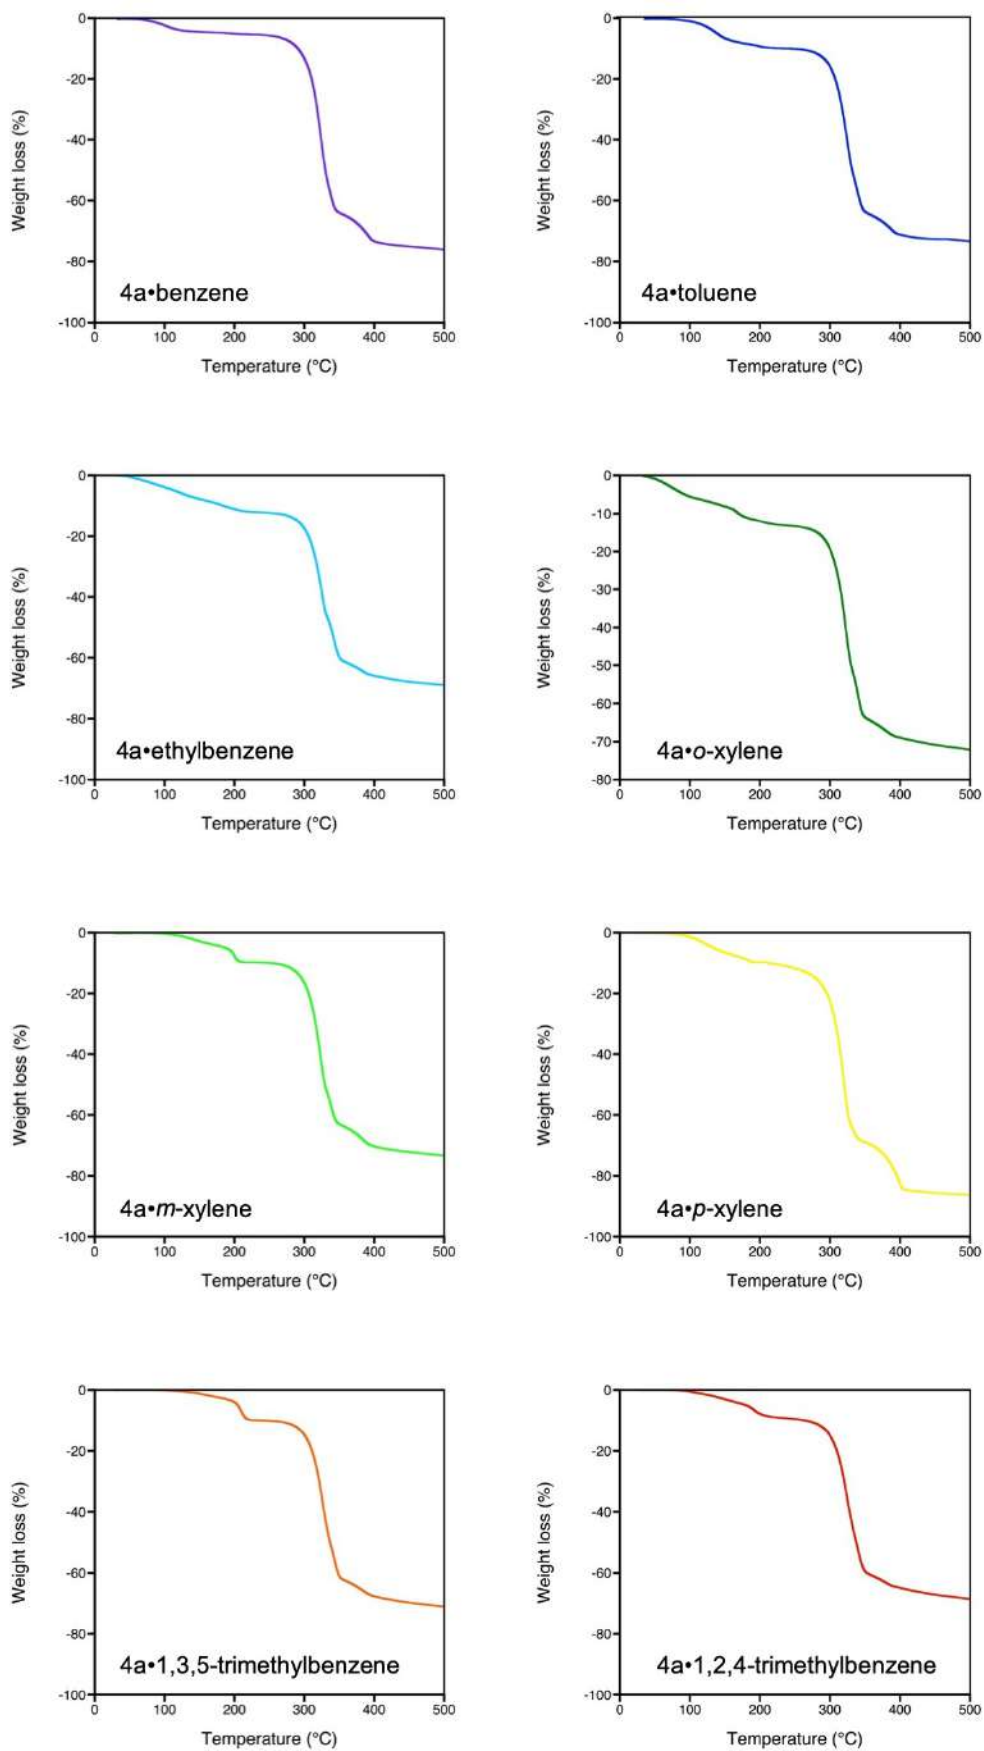 0
-20
-40
-60
-80
-100
Weight loss (%)
4a•benzene
0 100 200 300 400 500
Temperature (°C)
0
-20
-40
-60
-80
-100
Weight loss (%)
4a•toluene
0 100 200 300 400 500
Temperature (°C)
0
-20
-40
-60
-80
-100
Weight loss (%)
4a•ethylbenzene
0 100 200 300 400 500
Temperature (°C)
0
-10
-20
-30
-40
-50
-60
-70
-80
Weight loss (%)
4a•o-xylene
0 100 200 300 400 500
Temperature (°C)
0
-20
-40
-60
-80
-100
Weight loss (%)
4a•m-xylene
0 100 200 300 400 500
Temperature (°C)
0
-20
-40
-60
-80
-100
Weight loss (%)
4a•p-xylene
0 100 200 300 400 500
Temperature (°C)
0
-20
-40
-60
-80
-100
Weight loss (%)
4a•1,3,5-trimethylbenzene
0 100 200 300 400 500
Temperature (°C)
0
-20
-40
-60
-80
-100
Weight loss (%)
4a•1,2,4-trimethylbenzene
0 100 200 300 400 500
Temperature (°C)